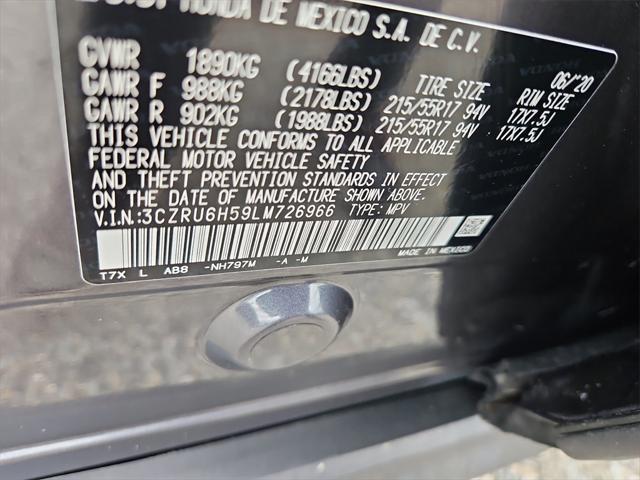 HONDA DE MEXICO S.A. DE C.V.
06/'20
GVWR 1890KG (4166LBS) TIRE SIZE RIM SIZE
GAWR F 988KG (2178LBS) 215/55R17 94V 17X7.5J
GAWR R 902KG (1988LBS) 215/55R17 94V 17X7.5J
THIS VEHICLE CONFORMS TO ALL APPLICABLE
FEDERAL MOTOR VEHICLE SAFETY
AND THEFT PREVENTION STANDARDS IN EFFECT
ON THE DATE OF MANUFACTURE SHOWN ABOVE.
V.I.N.:3CZRU6H59LM726966 TYPE: MPV
MADE IN MEXICO
T7X L AB8 -NH797M -A -M